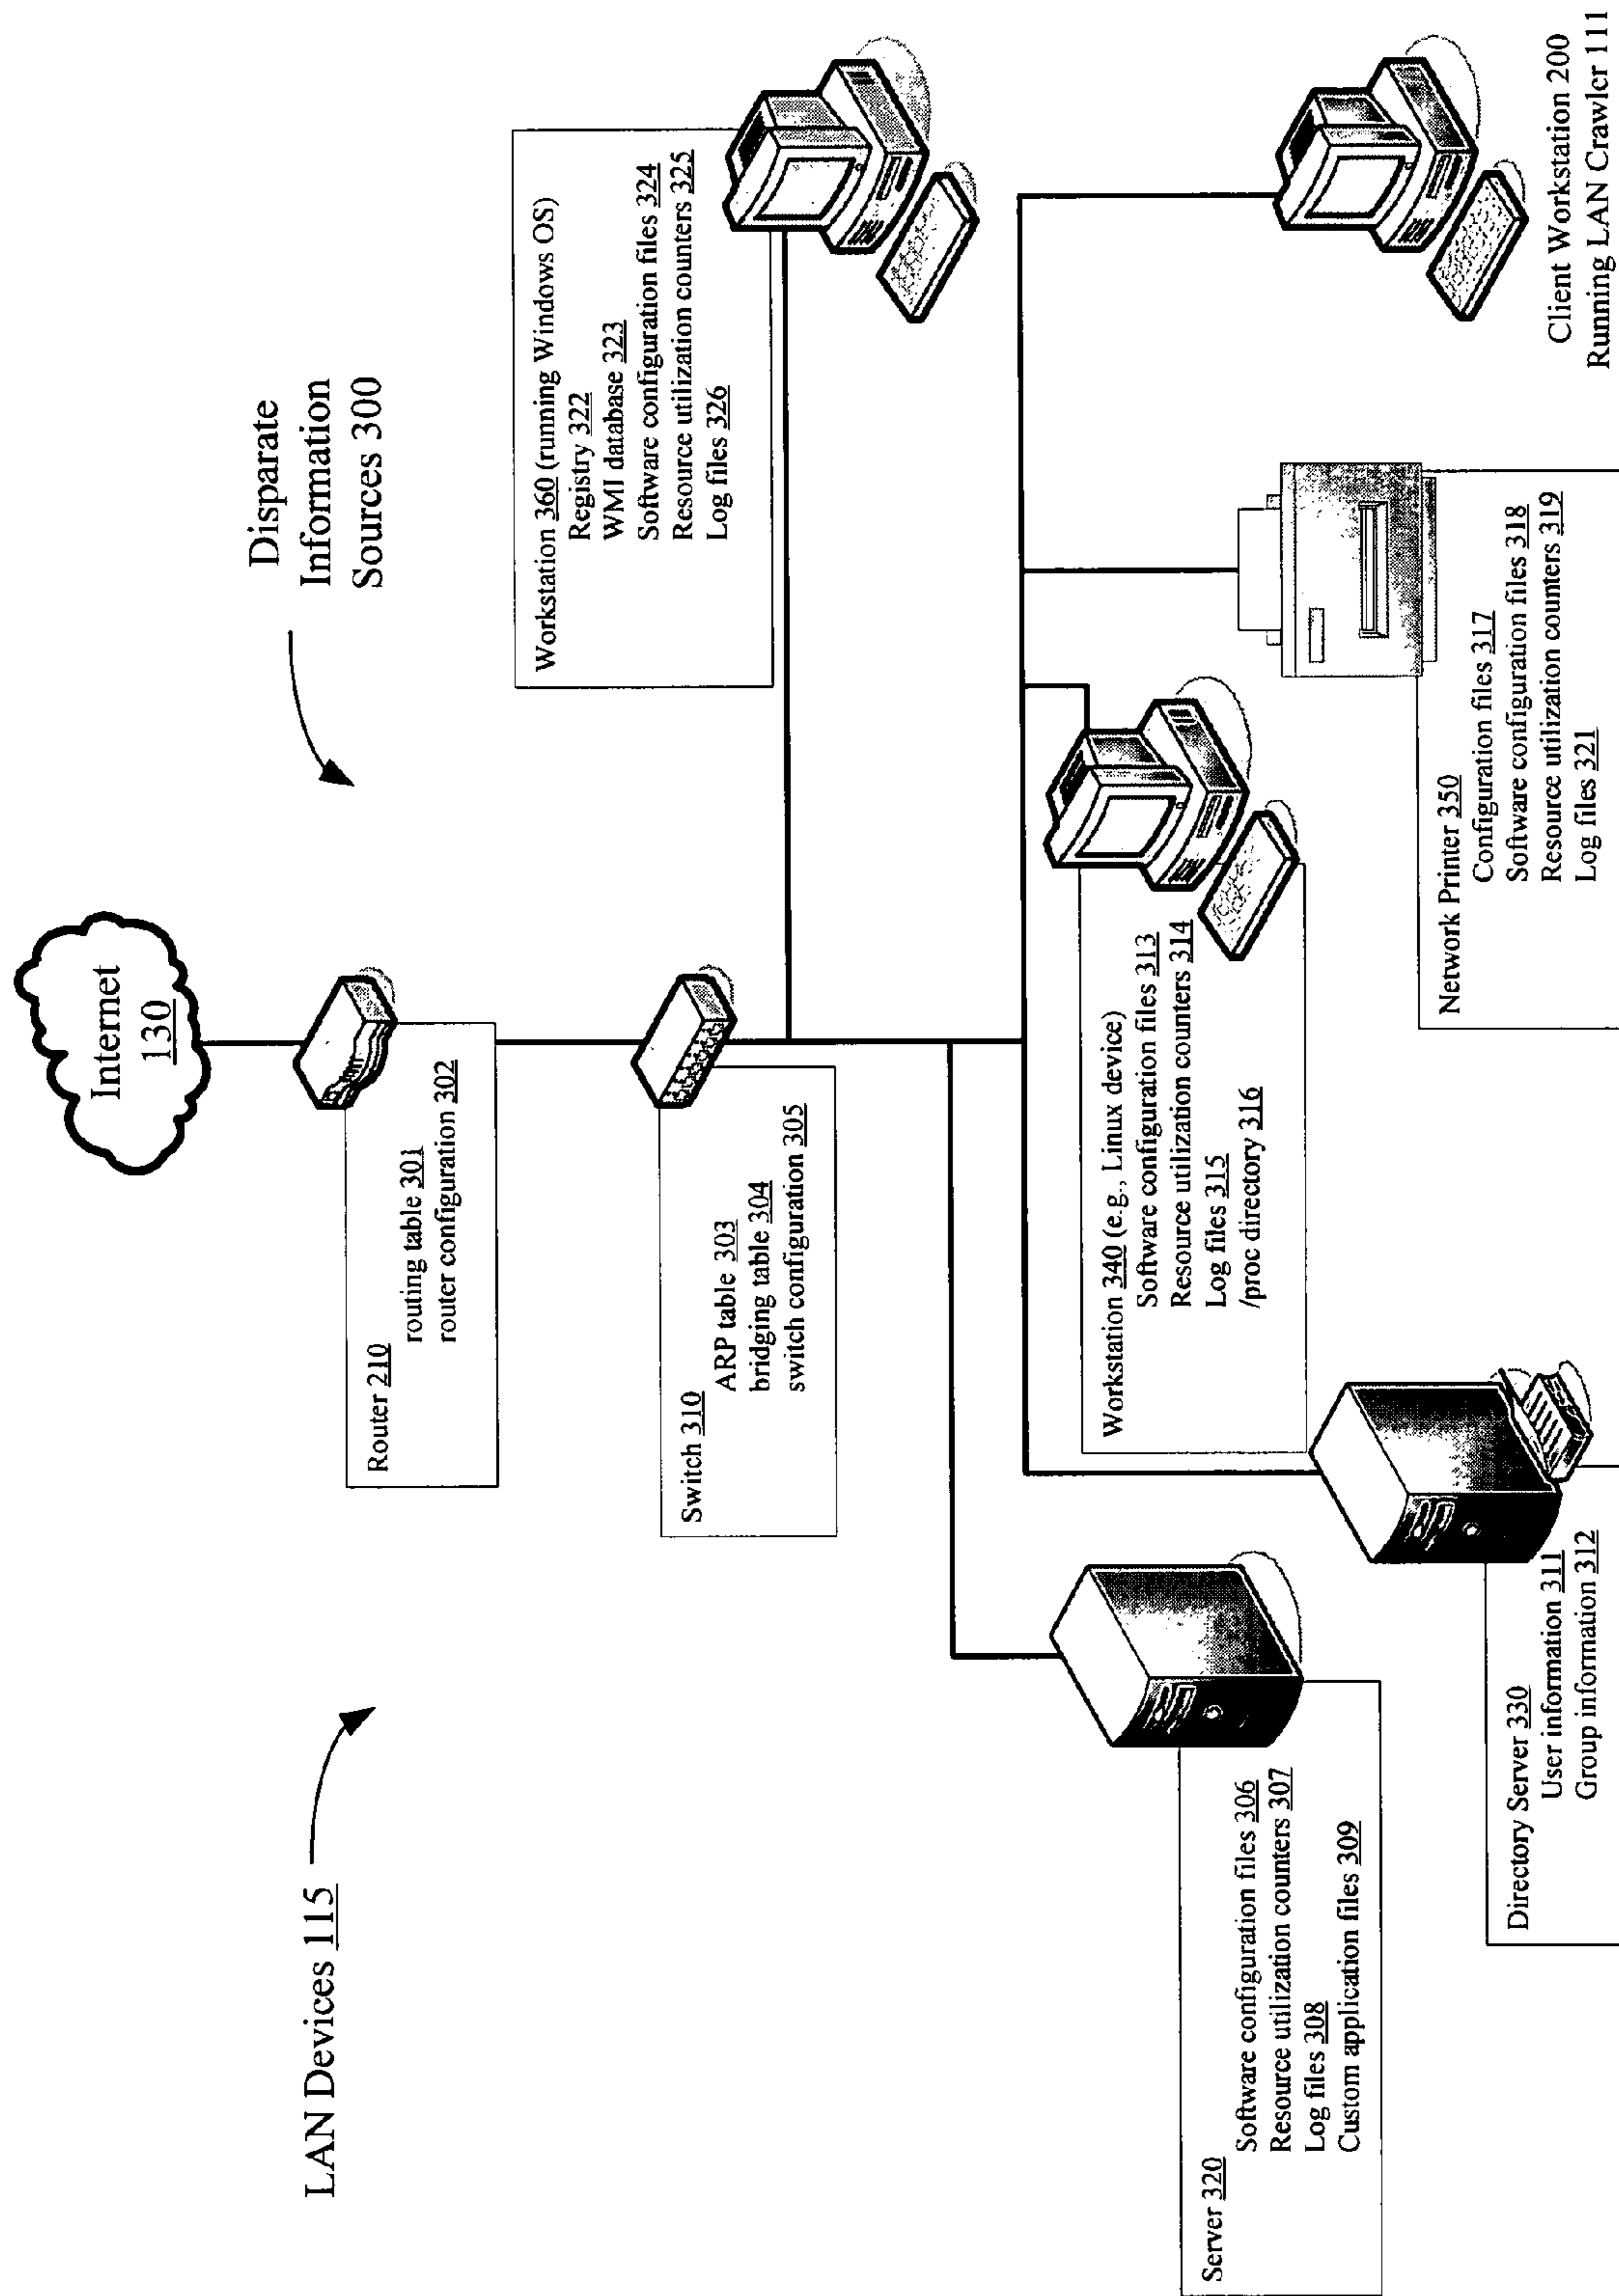 LAN Devices 115
Disparate
Information
Sources 300
Internet
130
Router 210
routing table 301
router configuration 302
Switch 310
ARP table 303
bridging table 304
switch configuration 305
Workstation 360 (running Windows OS)
Registry 322
WMI database 323
Software configuration files 324
Resource utilization counters 325
Log files 326
Server 320
Software configuration files 306
Resource utilization counters 307
Log files 308
Custom application files 309
Workstation 340 (e.g., Linux device)
Software configuration files 313
Resource utilization counters 314
Log files 315
/proc directory 316
Directory Server 330
User information 311
Group information 312
Network Printer 350
Configuration files 317
Software configuration files 318
Resource utilization counters 319
Log files 321
Client Workstation 200
Running LAN Crawler 111